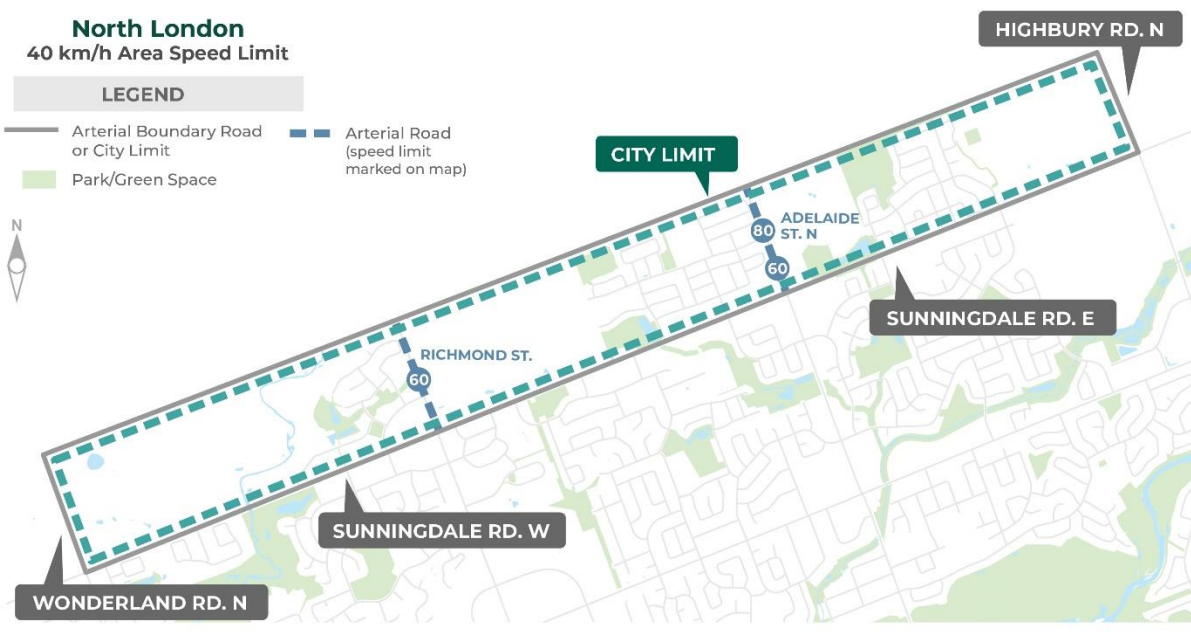 North London
40 km/h Area Speed Limit
LEGEND
Arterial Boundary Road
or City Limit
Arterial Road
(speed limit
marked on map)
Park/Green Space
N
HIGHBURY RD. N
CITY LIMIT
80
ADELAIDE
ST. N
60
SUNNINGDALE RD. E
RICHMOND ST.
60
SUNNINGDALE RD. W
WONDERLAND RD. N